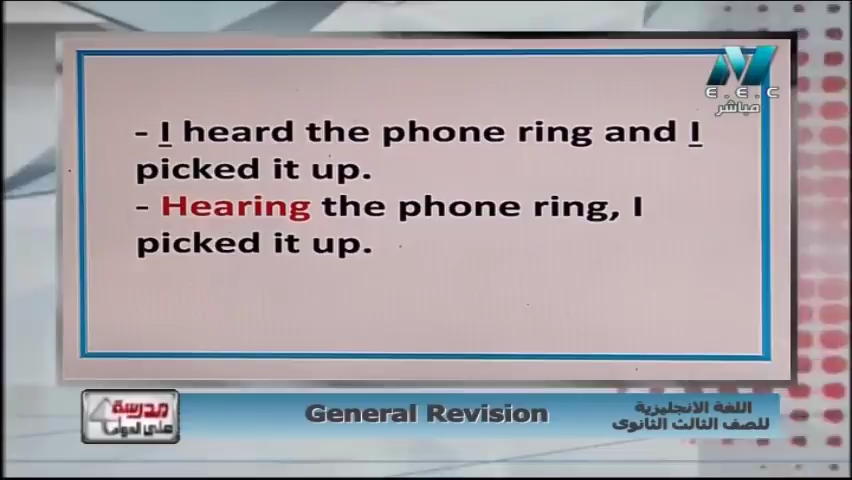 E.E.C
مباشر
- I heard the phone ring and I
picked it up.
- Hearing the phone ring, I
picked it up.
مدرسة
على الهواء
General Revision
اللغة الانجليزية
للصف الثالث الثانوى